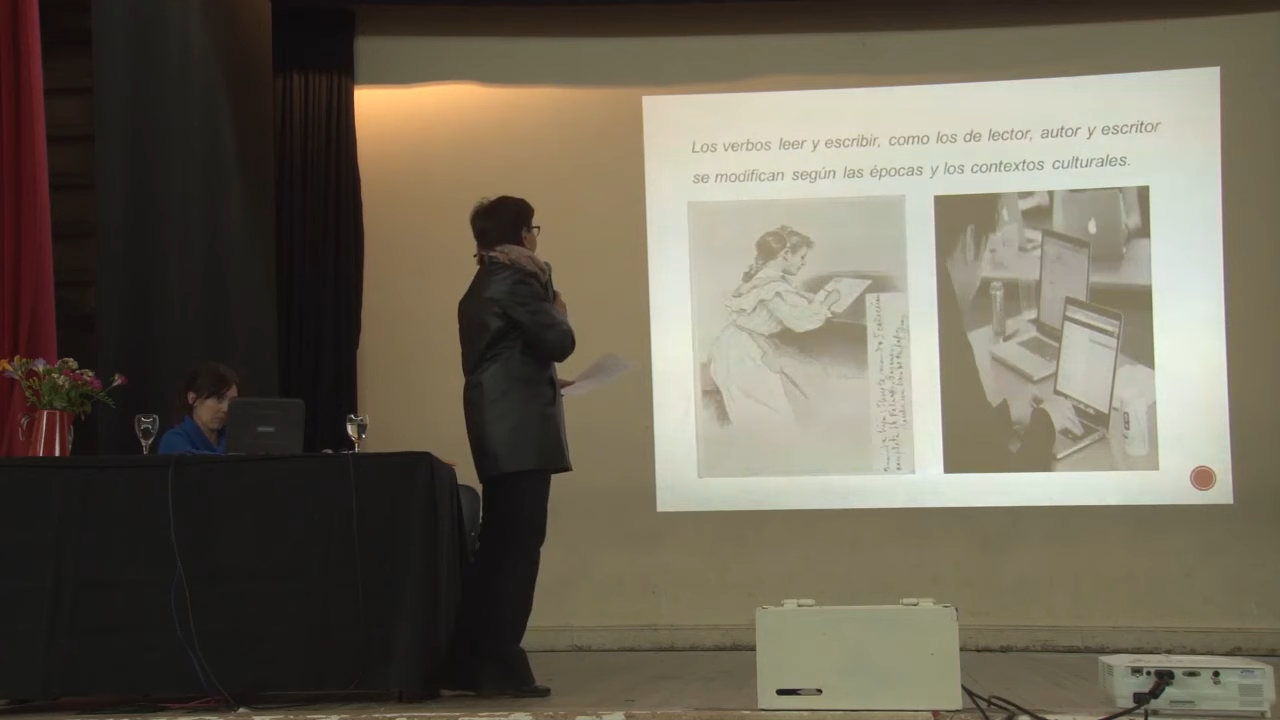 Los verbos leer y escribir, como los de lector, autor y escritor
se modifican según las épocas y los contextos culturales.